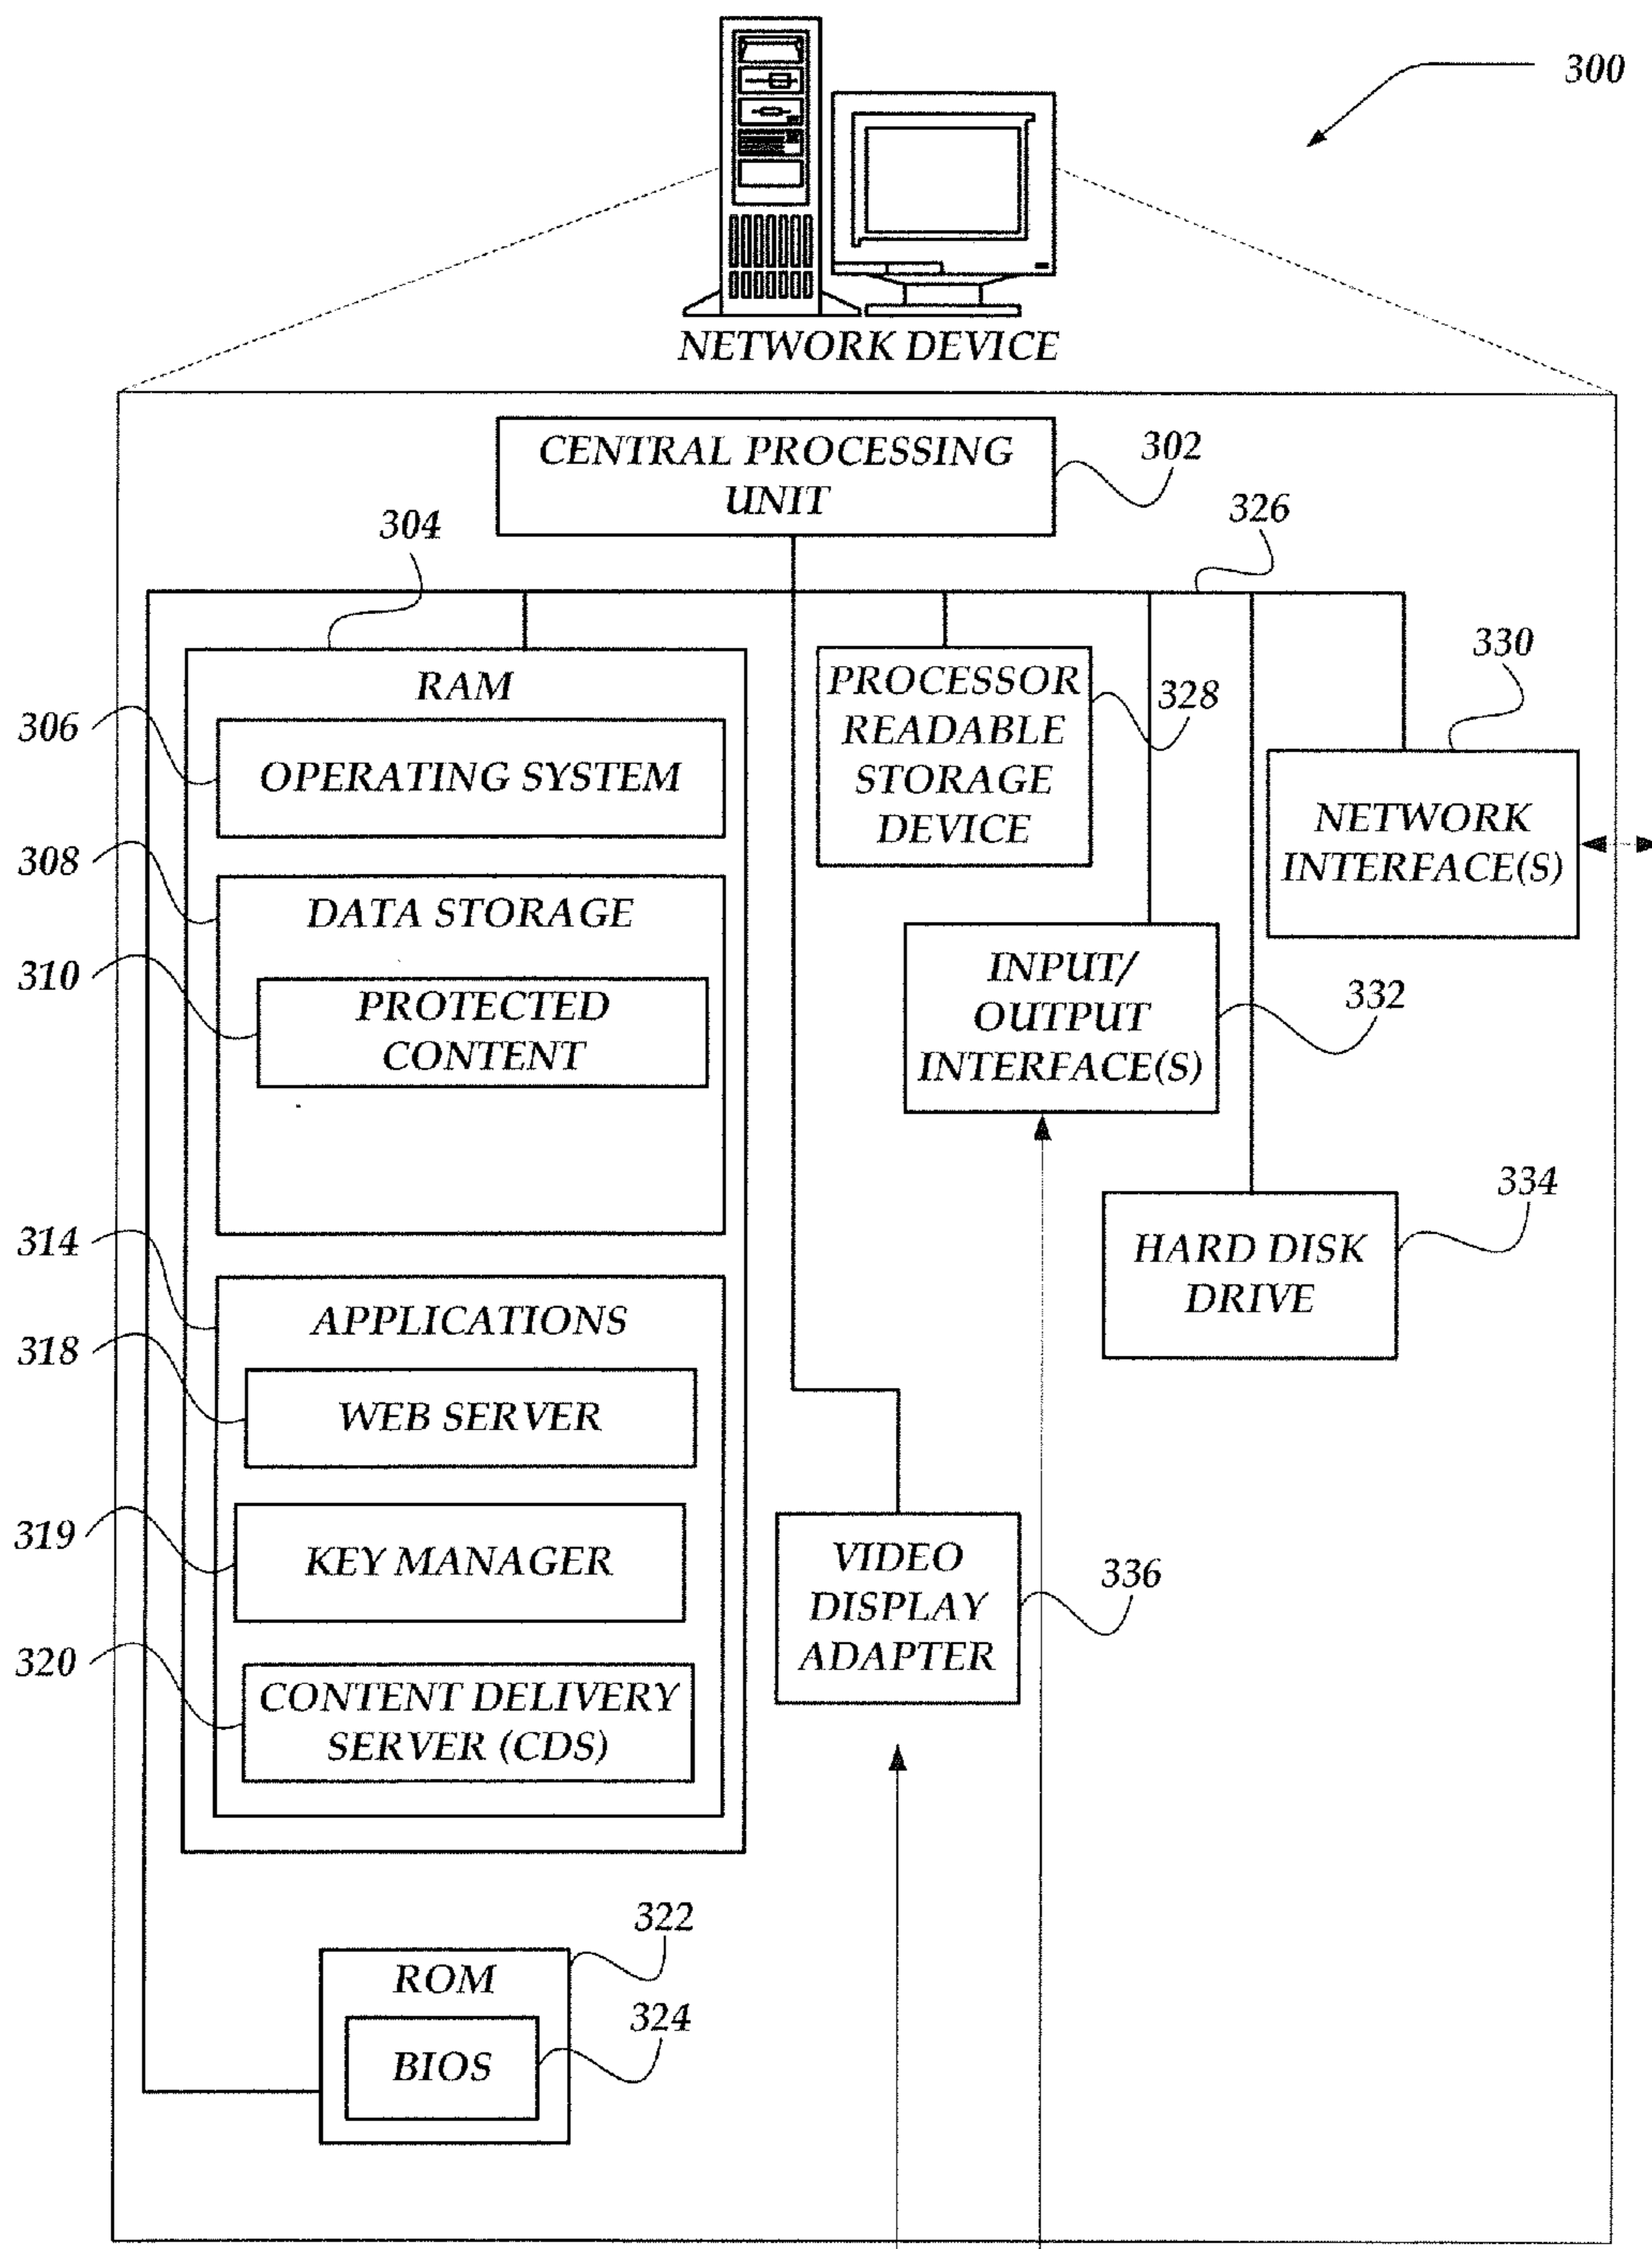 300
NETWORK DEVICE
CENTRAL PROCESSING
UNIT
302
304
326
RAM
306
OPERATING SYSTEM
308
DATA STORAGE
310
PROTECTED
CONTENT
314
APPLICATIONS
318
WEB SERVER
319
KEY MANAGER
320
CONTENT DELIVERY
SERVER (CDS)
PROCESSOR
READABLE
STORAGE
DEVICE
328
330
NETWORK
INTERFACE(S)
INPUT/
OUTPUT
INTERFACE(S)
332
334
HARD DISK
DRIVE
VIDEO
DISPLAY
ADAPTER
336
322
ROM
324
BIOS